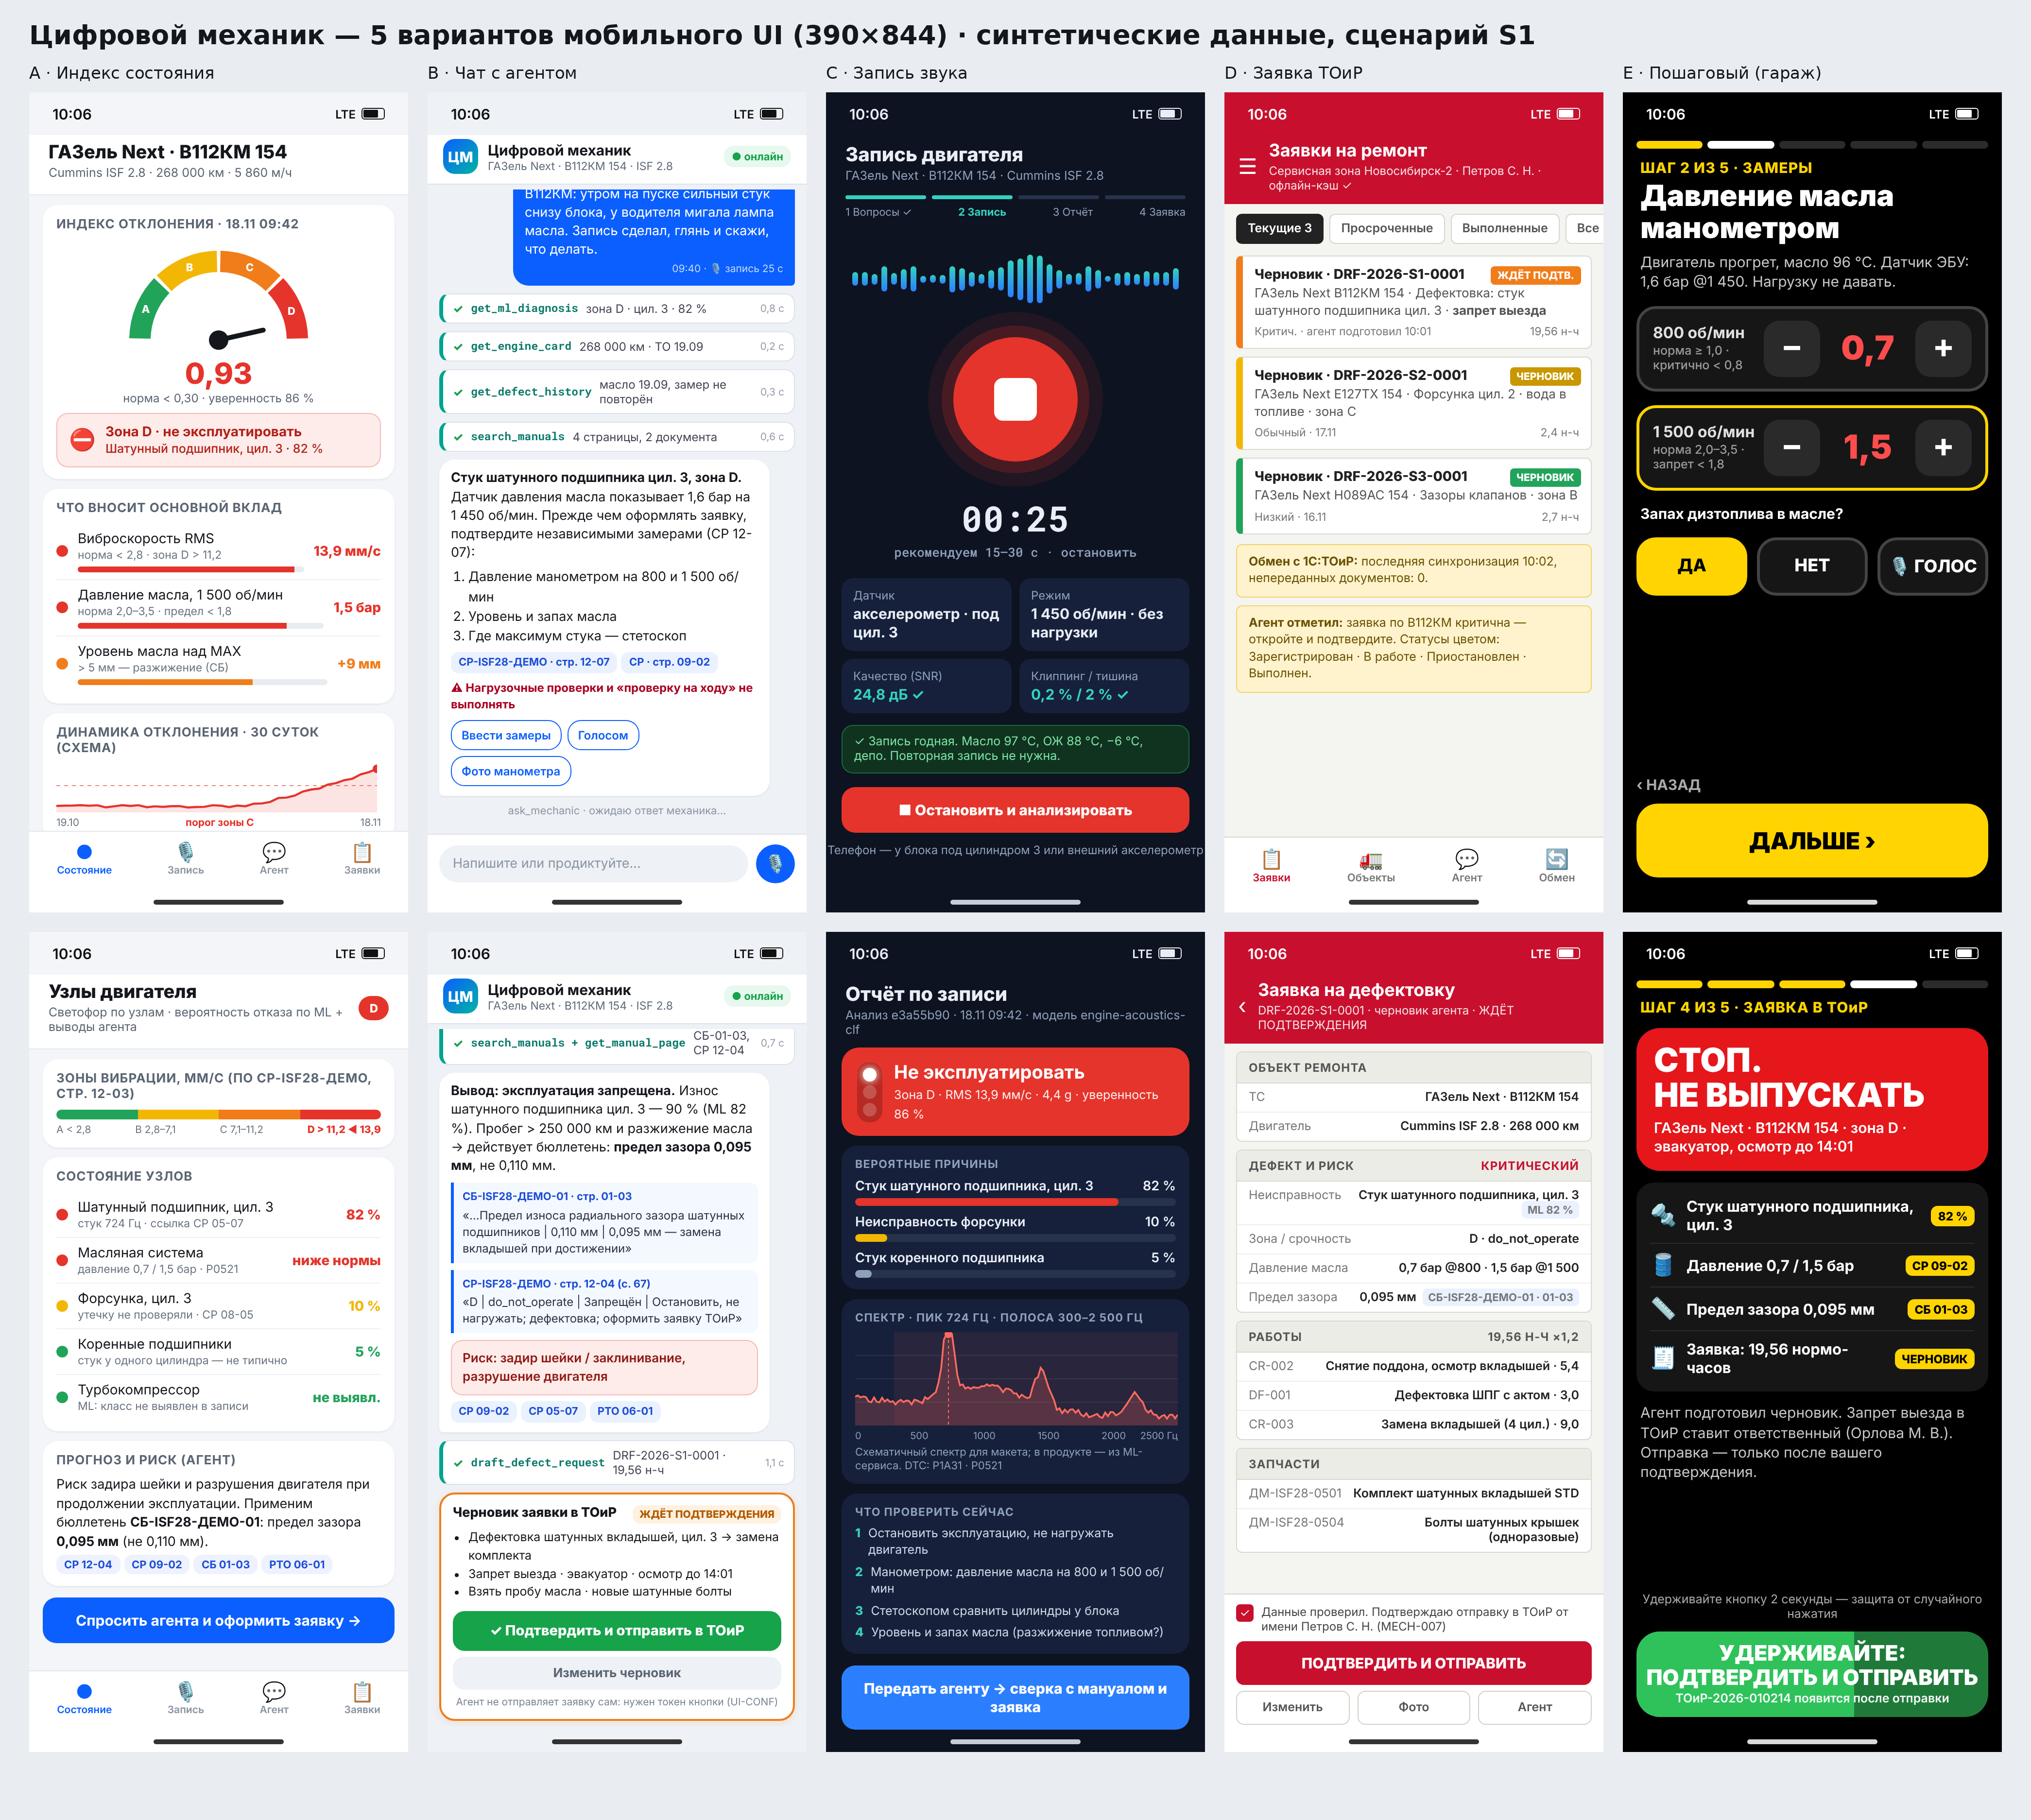 Цифровой механик — 5 вариантов мобильного UI (390×844) · синтетические данные, сценарий S1
A · Индекс состояния
10:06
LTE
ГАЗель Next · В112КМ 154
Cummins ISF 2.8 · 268 000 км · 5 860 м/ч
ИНДЕКС ОТКЛОНЕНИЯ · 18.11 09:42
A
B
C
D
0,93
норма < 0,30 · уверенность 86 %
Зона D · не эксплуатировать
Шатунный подшипник, цил. 3 · 82 %
ЧТО ВНОСИТ ОСНОВНОЙ ВКЛАД
Виброскорость RMS
норма < 2,8 · зона D > 11,2
13,9 мм/с
Давление масла, 1 500 об/мин
норма 2,0–3,5 · предел < 1,8
1,5 бар
Уровень масла над MAX
> 5 мм — разжижение (СБ)
+9 мм
ДИНАМИКА ОТКЛОНЕНИЯ · 30 СУТОК
(СХЕМА)
19.10
порог зоны C
18.11
Состояние
Запись
Агент
Заявки
B · Чат с агентом
10:06
LTE
ЦМ
Цифровой механик
ГАЗель Next · В112КМ 154 · ISF 2.8
онлайн
В112КМ: утром на пуске сильный стук
снизу блока, у водителя мигала лампа
масла. Запись сделал, глянь и скажи,
что делать.
09:40 · 🎙️ запись 25 с
✓ get_ml_diagnosis зона D · цил. 3 · 82 % 0,8 с
✓ get_engine_card 268 000 км · ТО 19.09 0,2 с
✓ get_defect_history масло 19.09, замер не
повторён
0,3 с
✓ search_manuals 4 страницы, 2 документа 0,6 с
Стук шатунного подшипника цил. 3, зона D.
Датчик давления масла показывает 1,6 бар на
1 450 об/мин. Прежде чем оформлять заявку,
подтвердите независимыми замерами (СР 12-
07):
1. Давление манометром на 800 и 1 500 об/
мин
2. Уровень и запах масла
3. Где максимум стука — стетоскоп
СР-ISF28-ДЕМО · стр. 12-07
СР · стр. 09-02
⚠ Нагрузочные проверки и «проверку на ходу» не
выполнять
Ввести замеры
Голосом
Фото манометра
ask_mechanic · ожидаю ответ механика…
Напишите или продиктуйте…
C · Запись звука
10:06
LTE
Запись двигателя
ГАЗель Next · В112КМ 154 · Cummins ISF 2.8
1 Вопросы ✓
2 Запись
3 Отчёт
4 Заявка
00:25
рекомендуем 15–30 с · остановить
Датчик
акселерометр · под
цил. 3
Режим
1 450 об/мин · без
нагрузки
Качество (SNR)
24,8 дБ ✓
Клиппинг / тишина
0,2 % / 2 % ✓
✓ Запись годная. Масло 97 °C, ОЖ 88 °C, −6 °C,
депо. Повторная запись не нужна.
■ Остановить и анализировать
Телефон — у блока под цилиндром 3 или внешний акселерометр
D · Заявка ТОиР
10:06
LTE
☰
Заявки на ремонт
Сервисная зона Новосибирск-2 · Петров С. Н. ·
офлайн-кэш ✓
Текущие 3
Просроченные
Выполненные
Все
Черновик · DRF-2026-S1-0001
ЖДЁТ ПОДТВ.
ГАЗель Next В112КМ 154 · Дефектовка: стук
шатунного подшипника цил. 3 · запрет выезда
Критич. · агент подготовил 10:01
19,56 н-ч
Черновик · DRF-2026-S2-0001
ЧЕРНОВИК
ГАЗель Next Е127ТХ 154 · Форсунка цил. 2 · вода в
топливе · зона C
Обычный · 17.11
2,4 н-ч
Черновик · DRF-2026-S3-0001
ЧЕРНОВИК
ГАЗель Next Н089АС 154 · Зазоры клапанов · зона B
Низкий · 16.11
2,7 н-ч
Обмен с 1С:ТОиР: последняя синхронизация 10:02,
непереданных документов: 0.
Агент отметил: заявка по В112КМ критична —
откройте и подтвердите. Статусы цветом:
Зарегистрирован · В работе · Приостановлен ·
Выполнен.
Заявки
Объекты
Агент
Обмен
E · Пошаговый (гараж)
10:06
LTE
ШАГ 2 ИЗ 5 · ЗАМЕРЫ
Давление масла
манометром
Двигатель прогрет, масло 96 °C. Датчик ЭБУ:
1,6 бар @1 450. Нагрузку не давать.
800 об/мин
норма ≥ 1,0 ·
критично < 0,8
−
0,7
+
1 500 об/мин
норма 2,0–3,5 ·
запрет < 1,8
−
1,5
+
Запах дизтоплива в масле?
ДА
НЕТ
🎙️ ГОЛОС
‹ НАЗАД
ДАЛЬШЕ ›
10:06
LTE
Узлы двигателя
Светофор по узлам · вероятность отказа по ML +
выводы агента
D
ЗОНЫ ВИБРАЦИИ, ММ/С (ПО СР-ISF28-ДЕМО,
СТР. 12-03)
A < 2,8
B 2,8–7,1
C 7,1–11,2
D > 11,2 ◀ 13,9
СОСТОЯНИЕ УЗЛОВ
Шатунный подшипник, цил. 3
стук 724 Гц · ссылка СР 05-07
82 %
Масляная система
давление 0,7 / 1,5 бар · P0521
ниже нормы
Форсунка, цил. 3
утечку не проверяли · СР 08-05
10 %
Коренные подшипники
стук у одного цилиндра — не типично
5 %
Турбокомпрессор
ML: класс не выявлен в записи
не выявл.
ПРОГНОЗ И РИСК (АГЕНТ)
Риск задира шейки и разрушения двигателя при
продолжении эксплуатации. Применим
бюллетень СБ-ISF28-ДЕМО-01: предел зазора
0,095 мм (не 0,110 мм).
СР 12-04
СР 09-02
СБ 01-03
РТО 06-01
Спросить агента и оформить заявку →
Состояние
Запись
Агент
Заявки
10:06
LTE
ЦМ
Цифровой механик
ГАЗель Next · В112КМ 154 · ISF 2.8
онлайн
✓ search_manuals + get_manual_page СБ-01-03,
СР 12-04
0,7 с
Вывод: эксплуатация запрещена. Износ
шатунного подшипника цил. 3 — 90 % (ML 82
%). Пробег > 250 000 км и разжижение масла
→ действует бюллетень: предел зазора 0,095
мм, не 0,110 мм.
СБ-ISF28-ДЕМО-01 · стр. 01-03
«…Предел износа радиального зазора шатунных
подшипников | 0,110 мм | 0,095 мм — замена
вкладышей при достижении»
СР-ISF28-ДЕМО · стр. 12-04 (с. 67)
«D | do_not_operate | Запрещён | Остановить, не
нагружать; дефектовка; оформить заявку ТОиР»
Риск: задир шейки / заклинивание,
разрушение двигателя
СР 09-02
СР 05-07
РТО 06-01
✓ draft_defect_request DRF-2026-S1-0001 ·
19,56 н-ч
1,1 с
Черновик заявки в ТОиР
ЖДЁТ ПОДТВЕРЖДЕНИЯ
• Дефектовка шатунных вкладышей, цил. 3 → замена
комплекта
• Запрет выезда · эвакуатор · осмотр до 14:01
• Взять пробу масла · новые шатунные болты
✓ Подтвердить и отправить в ТОиР
Изменить черновик
Агент не отправляет заявку сам: нужен токен кнопки (UI-CONF)
10:06
LTE
Отчёт по записи
Анализ e3a55b90 · 18.11 09:42 · модель engine-acoustics-
clf
Не эксплуатировать
Зона D · RMS 13,9 мм/с · 4,4 g · уверенность
86 %
ВЕРОЯТНЫЕ ПРИЧИНЫ
Стук шатунного подшипника, цил. 3
82 %
Неисправность форсунки
10 %
Стук коренного подшипника
5 %
СПЕКТР · ПИК 724 ГЦ · ПОЛОСА 300–2 500 ГЦ
0
500
1000
1500
2000
2500 Гц
Схематичный спектр для макета; в продукте — из ML-
сервиса. DTC: P1A31 · P0521
ЧТО ПРОВЕРИТЬ СЕЙЧАС
1 Остановить эксплуатацию, не нагружать
двигатель
2 Манометром: давление масла на 800 и 1 500 об/
мин
3 Стетоскопом сравнить цилиндры у блока
4 Уровень и запах масла (разжижение топливом?)
Передать агенту → сверка с мануалом и
заявка
10:06
LTE
‹
Заявка на дефектовку
DRF-2026-S1-0001 · черновик агента · ЖДЁТ
ПОДТВЕРЖДЕНИЯ
ОБЪЕКТ РЕМОНТА
ТС
ГАЗель Next · В112КМ 154
Двигатель
Cummins ISF 2.8 · 268 000 км
ДЕФЕКТ И РИСК
КРИТИЧЕСКИЙ
Неисправность
Стук шатунного подшипника, цил. 3
ML 82 %
Зона / срочность
D · do_not_operate
Давление масла
0,7 бар @800 · 1,5 бар @1 500
Предел зазора
0,095 мм
СБ-ISF28-ДЕМО-01 · 01-03
РАБОТЫ
19,56 Н-Ч ×1,2
CR-002
Снятие поддона, осмотр вкладышей · 5,4
DF-001
Дефектовка ШПГ с актом · 3,0
CR-003
Замена вкладышей (4 цил.) · 9,0
ЗАПЧАСТИ
ДМ-ISF28-0501
Комплект шатунных вкладышей STD
ДМ-ISF28-0504
Болты шатунных крышек
(одноразовые)
Данные проверил. Подтверждаю отправку в ТОиР от
имени Петров С. Н. (MECH-007)
ПОДТВЕРДИТЬ И ОТПРАВИТЬ
Изменить
Фото
Агент
10:06
LTE
ШАГ 4 ИЗ 5 · ЗАЯВКА В ТОиР
СТОП.
НЕ ВЫПУСКАТЬ
ГАЗель Next · В112КМ 154 · зона D ·
эвакуатор, осмотр до 14:01
Стук шатунного подшипника,
цил. 3
82 %
Давление 0,7 / 1,5 бар
СР 09-02
Предел зазора 0,095 мм
СБ 01-03
Заявка: 19,56 нормо-
часов
ЧЕРНОВИК
Агент подготовил черновик. Запрет выезда в
ТОиР ставит ответственный (Орлова М. В.).
Отправка — только после вашего
подтверждения.
Удерживайте кнопку 2 секунды — защита от случайного
нажатия
УДЕРЖИВАЙТЕ:
ПОДТВЕРДИТЬ И ОТПРАВИТЬ
ТОиР-2026-010214 появится после отправки